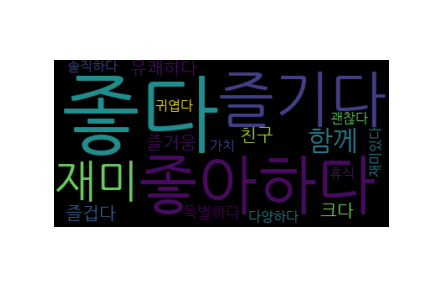 솔직하다 유쾌하다
좋다 귀엽다 즐기다
괜찮다
즐거움 가치 친구 함께 재미있다
재미 좋아하다 휴식
즐겁다 특별하다 다양하다 크다